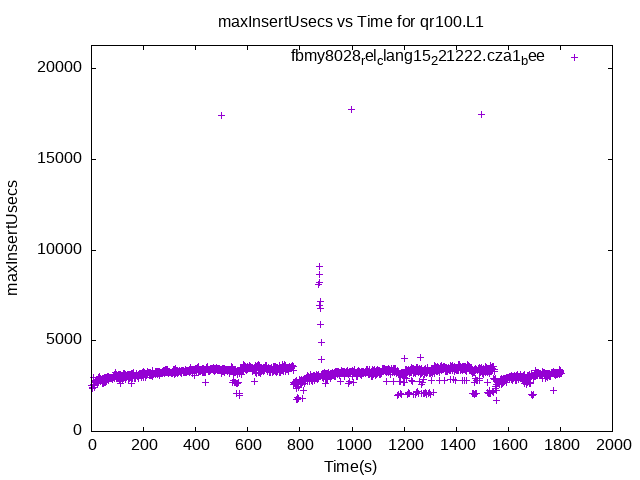 maxInsertUsecs vs Time for qr100.L1
fbmy8028relclang15221222.cza1bee
20000
15000
10000
5000
0
maxInsertUsecs
0 200 400 600 800 1000 1200 1400 1600 1800 2000
Time(s)